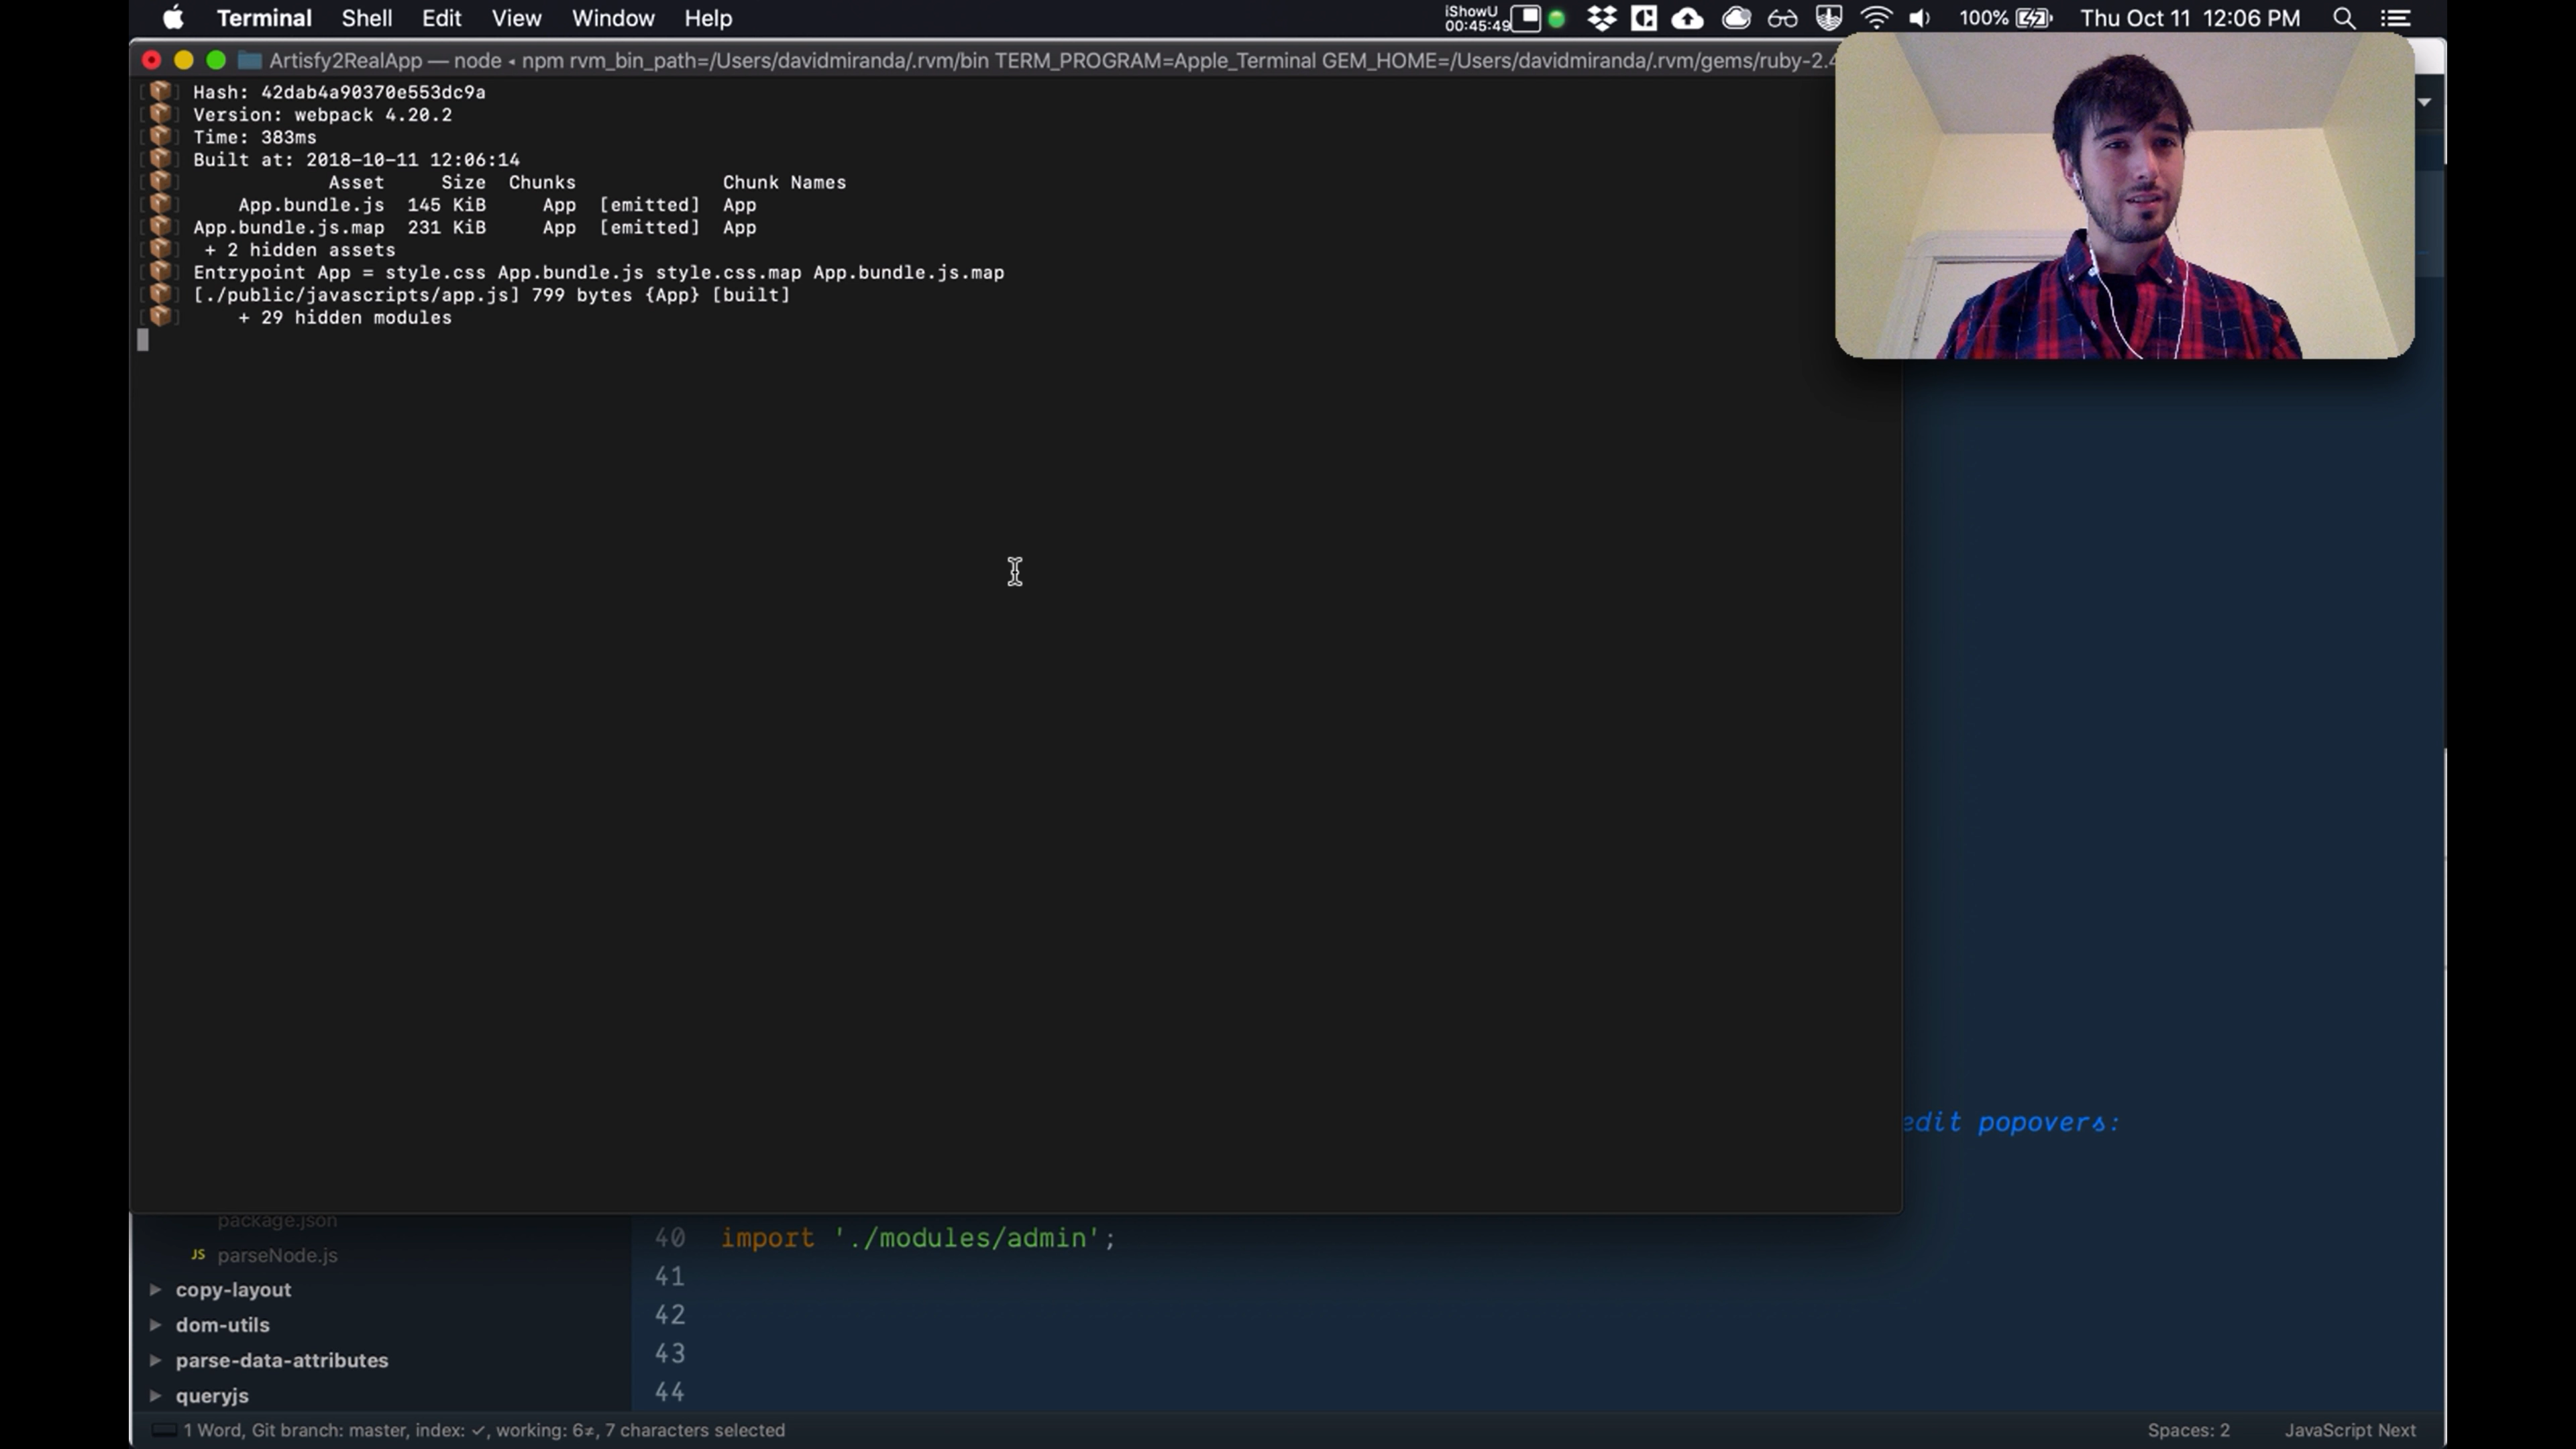 Terminal Shell Edit View Window Help
iShowU
00:45:49
100% Thu Oct 11 12:06 PM
Artisfy2RealApp — node ◂ npm rvm_bin_path=/Users/davidmiranda/.rvm/bin TERM_PROGRAM=Apple_Terminal GEM_HOME=/Users/davidmiranda/.rvm/gems/ruby-2.4
Hash: 42dab4a90370e553dc9a
Version: webpack 4.20.2
Time: 383ms
Built at: 2018-10-11 12:06:14
Asset Size Chunks Chunk Names
App.bundle.js 145 KiB App [emitted] App
App.bundle.js.map 231 KiB App [emitted] App
+ 2 hidden assets
Entrypoint App = style.css App.bundle.js style.css.map App.bundle.js.map
[./public/javascripts/app.js] 799 bytes {App} [built]
+ 29 hidden modules
edit popovers:
package.json
JS parseNode.js
copy-layout
dom-utils
parse-data-attributes
queryjs
40 import './modules/admin';
41
42
43
44
1 Word, Git branch: master, index: ✓, working: 6≠, 7 characters selected
Spaces: 2 JavaScript Next